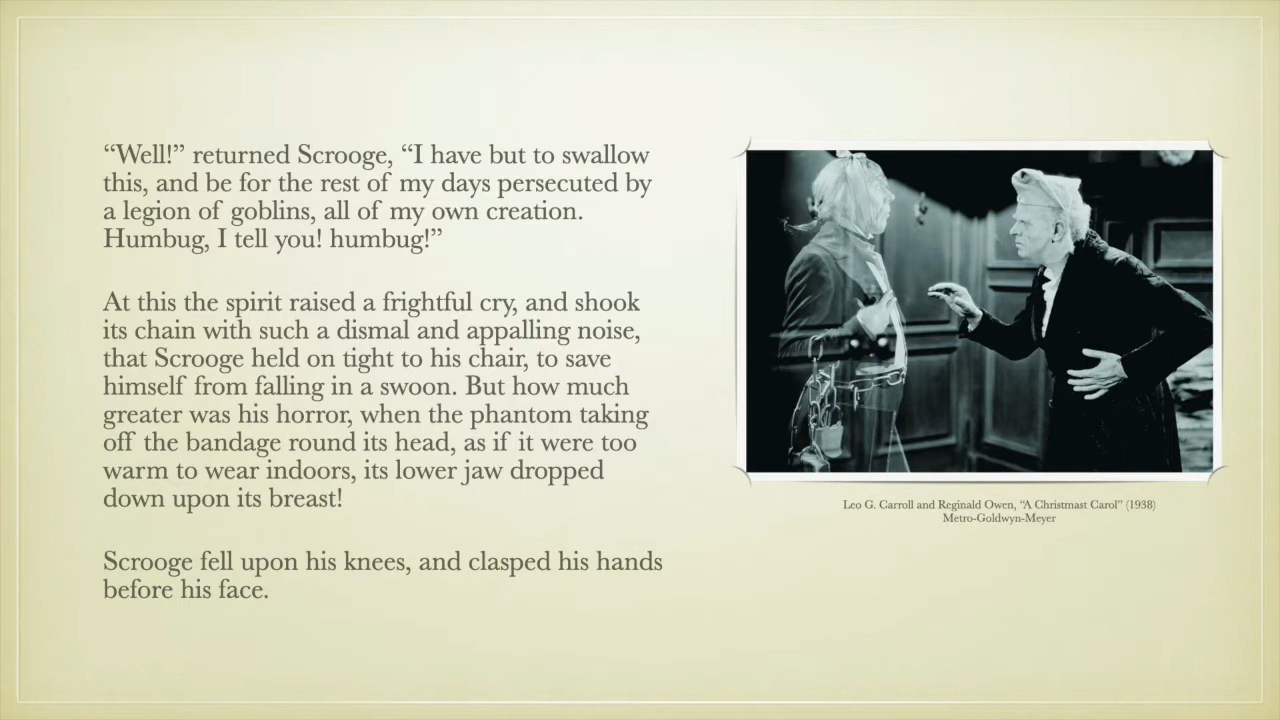 “Well!” returned Scrooge, “I have but to swallow
this, and be for the rest of my days persecuted by
a legion of goblins, all of my own creation.
Humbug, I tell you! humbug!”
At this the spirit raised a frightful cry, and shook
its chain with such a dismal and appalling noise,
that Scrooge held on tight to his chair, to save
himself from falling in a swoon. But how much
greater was his horror, when the phantom taking
off the bandage round its head, as if it were too
warm to wear indoors, its lower jaw dropped
down upon its breast!
Scrooge fell upon his knees, and clasped his hands
before his face.
Leo G. Carroll and Reginald Owen, “A Christmast Carol” (1938)
Metro-Goldwyn-Meyer